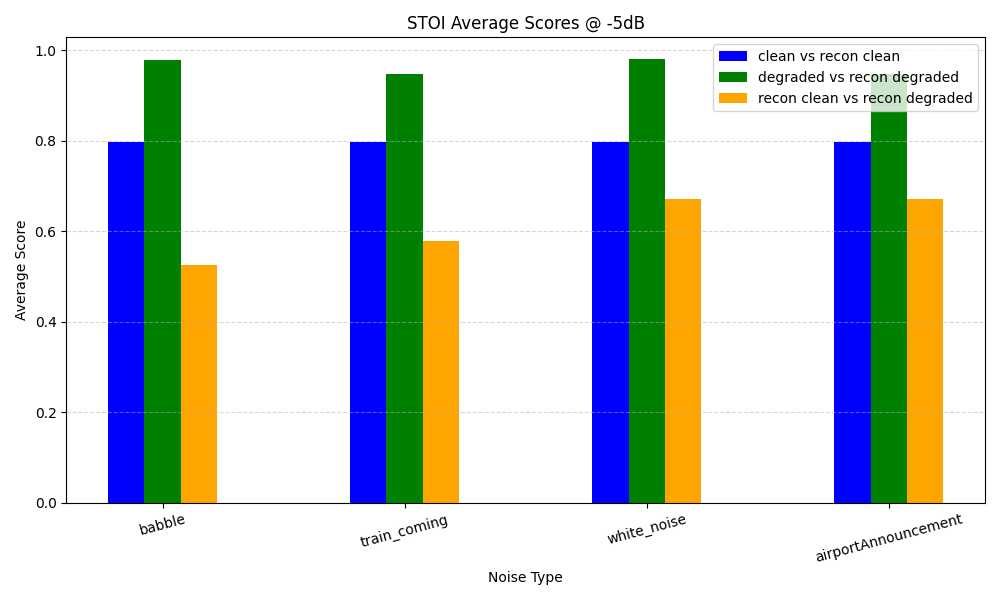 STOI Average Scores @ -5dB
clean vs recon clean
degraded vs recon degraded
recon clean vs recon degraded
1.0
0.8
0.6
0.4
0.2
0.0
Average Score
babble
train_coming
white_noise
airportAnnouncement
Noise Type